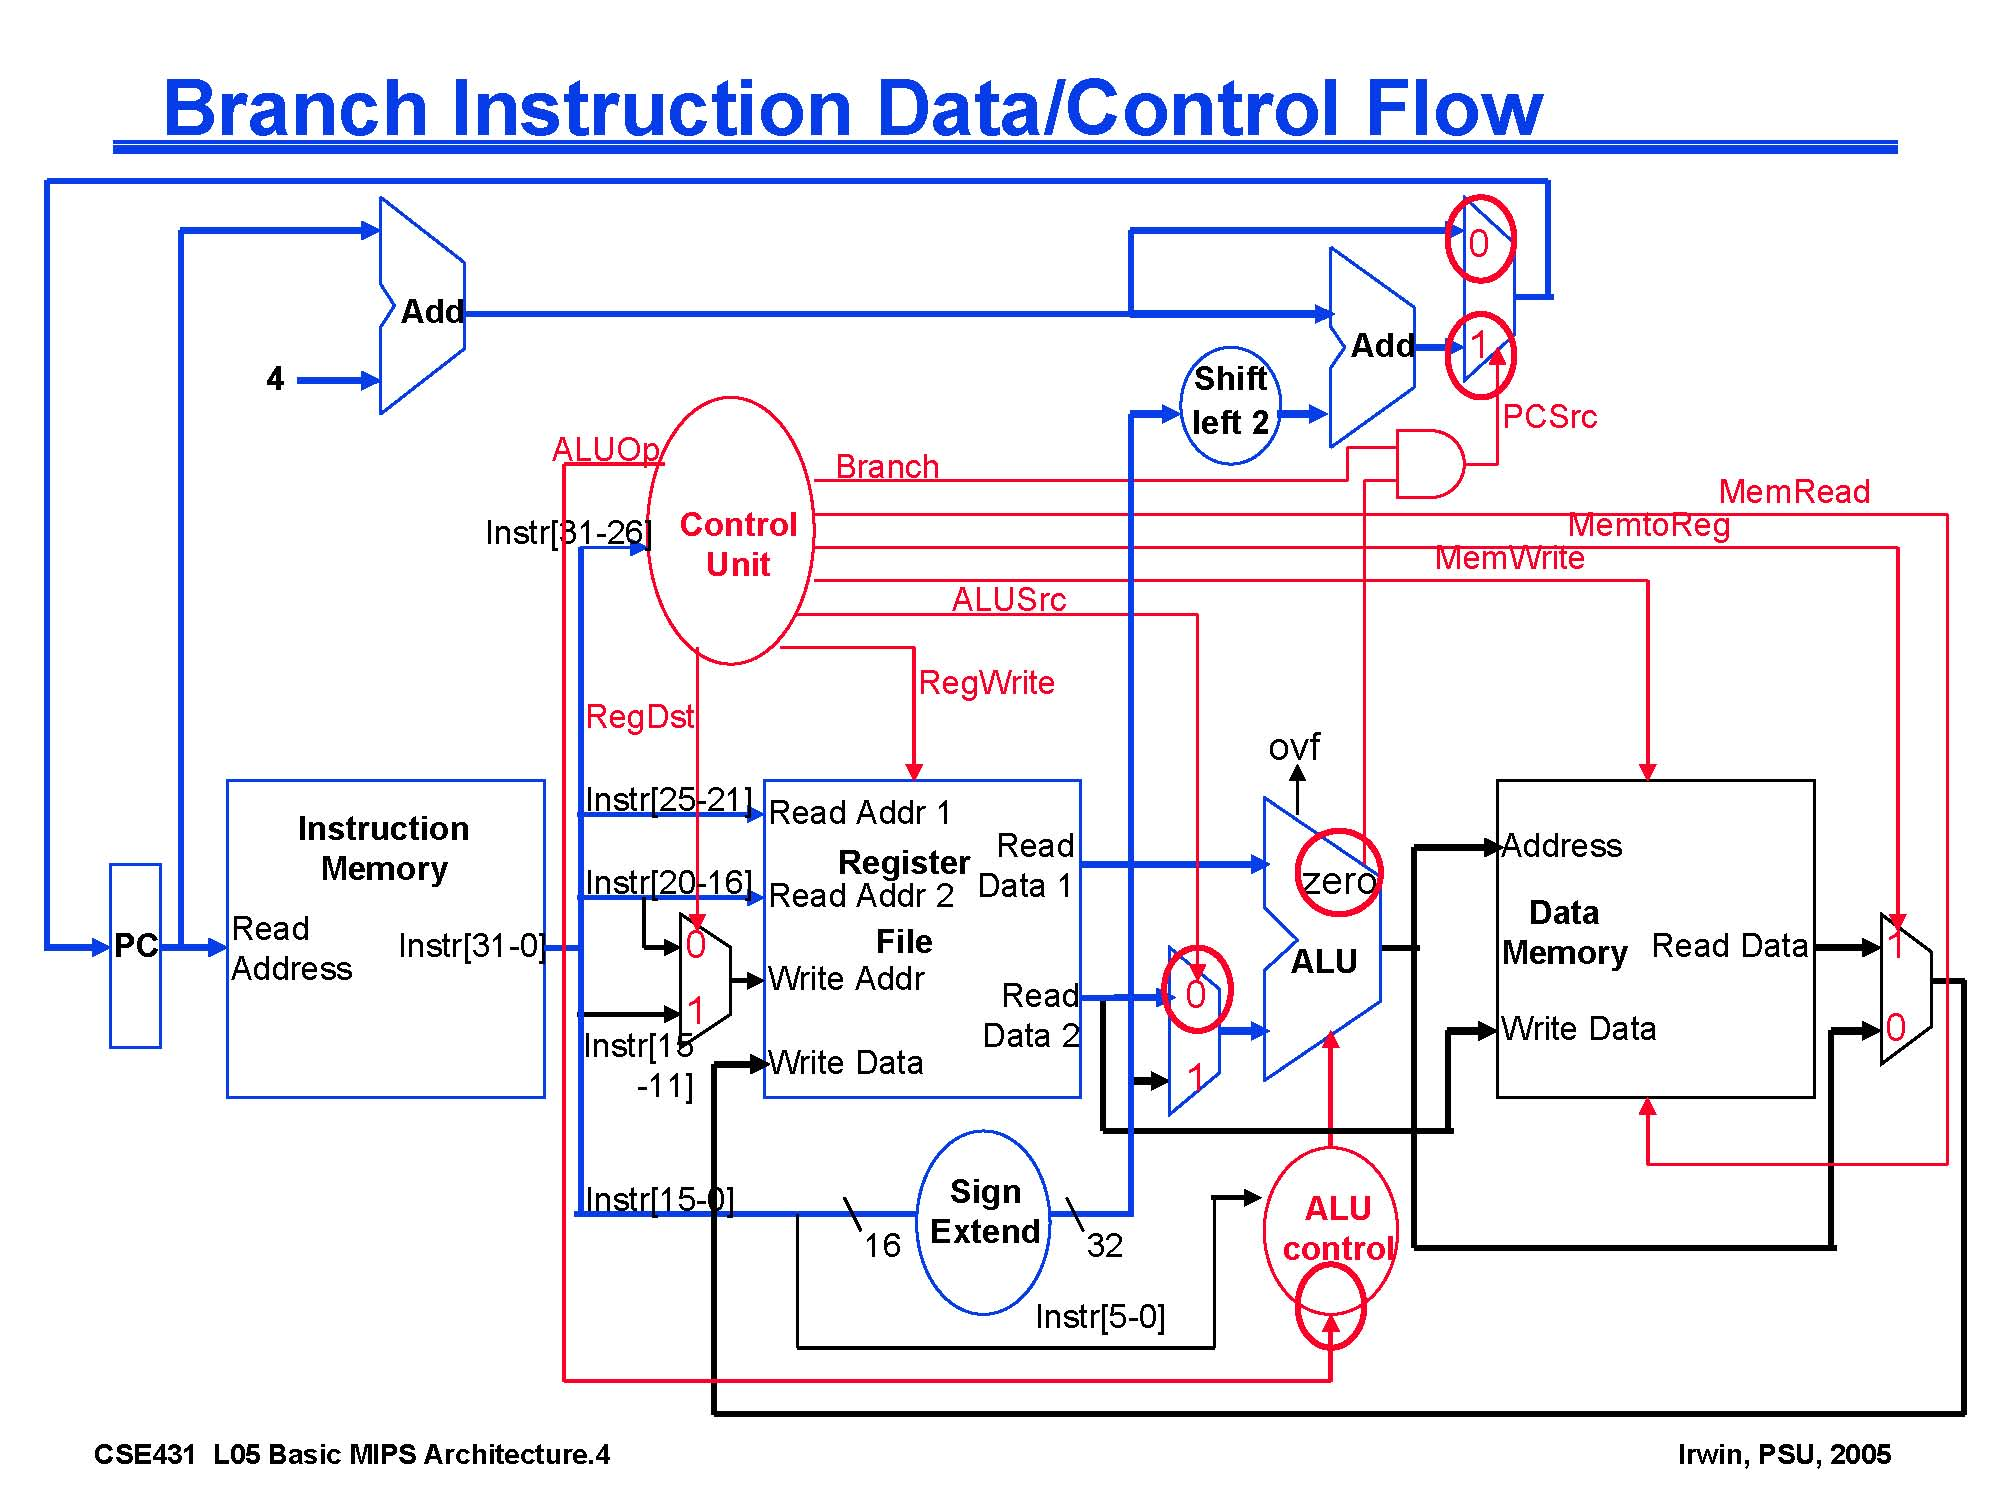 Branch Instruction Data/Control Flow
0
Add
Add
1
4
Shift
left 2
PCSrc
ALUOp
Branch
MemRead
Instr[31-26]
Control
Unit
MemtoReg
MemWrite
ALUSrc
RegWrite
RegDst
ovf
Instr[25-21]
Read Addr 1
Instruction
Memory
Register
Read
Data 1
Address
Instr[20-16]
Read Addr 2
zero
PC
Read
Address
Instr[31-0]
0
File
Data
Memory
Read Data
1
ALU
Write Addr
0
Read
Data 2
1
Write Data
0
Instr[15
-11]
Write Data
1
Instr[15-0]
Sign
Extend
16
32
ALU
control
Instr[5-0]
CSE431 L05 Basic MIPS Architecture.4
Irwin, PSU, 2005